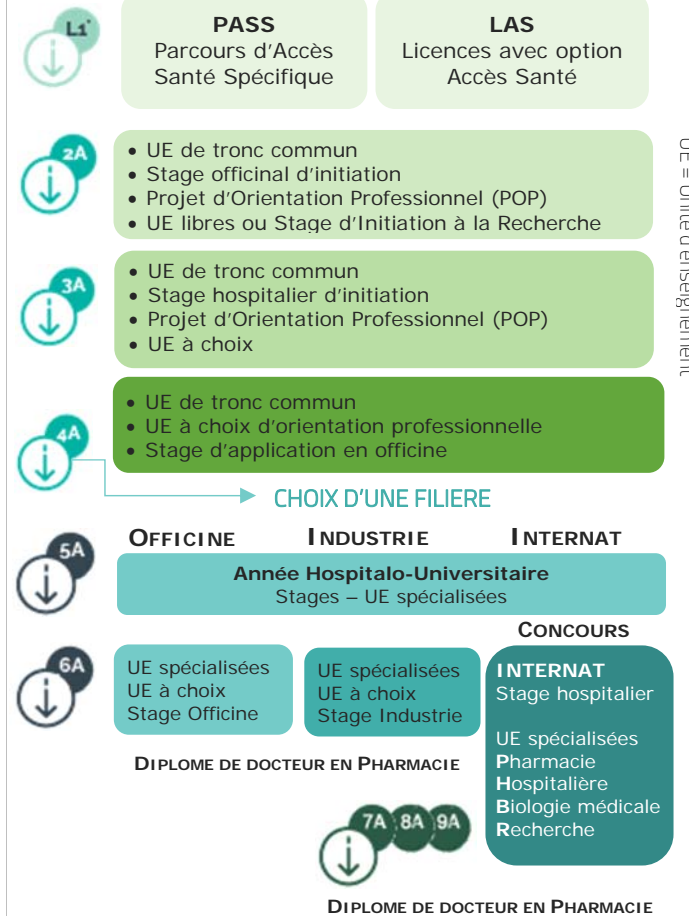 L1*
PASS
Parcours d'Accès
Santé Spécifique
LAS
Licences avec option
Accès Santé
2A
• UE de tronc commun
• Stage officinal d'initiation
• Projet d'Orientation Professionnel (POP)
• UE libres ou Stage d'Initiation à la Recherche
UE = Unité d'enseignement
3A
• UE de tronc commun
• Stage hospitalier d'initiation
• Projet d'Orientation Professionnel (POP)
• UE à choix
4A
• UE de tronc commun
• UE à choix d'orientation professionnelle
• Stage d'application en officine
CHOIX D'UNE FILIERE
5A
OFFICINE
INDUSTRIE
INTERNAT
Année Hospitalo-Universitaire
Stages – UE spécialisées
CONCOURS
6A
UE spécialisées
UE à choix
Stage Officine
UE spécialisées
UE à choix
Stage Industrie
INTERNAT
Stage hospitalier
UE spécialisées
Pharmacie
Hospitalière
Biologie médicale
Recherche
DIPLOME DE DOCTEUR EN PHARMACIE
7A 8A 9A
DIPLOME DE DOCTEUR EN PHARMACIE